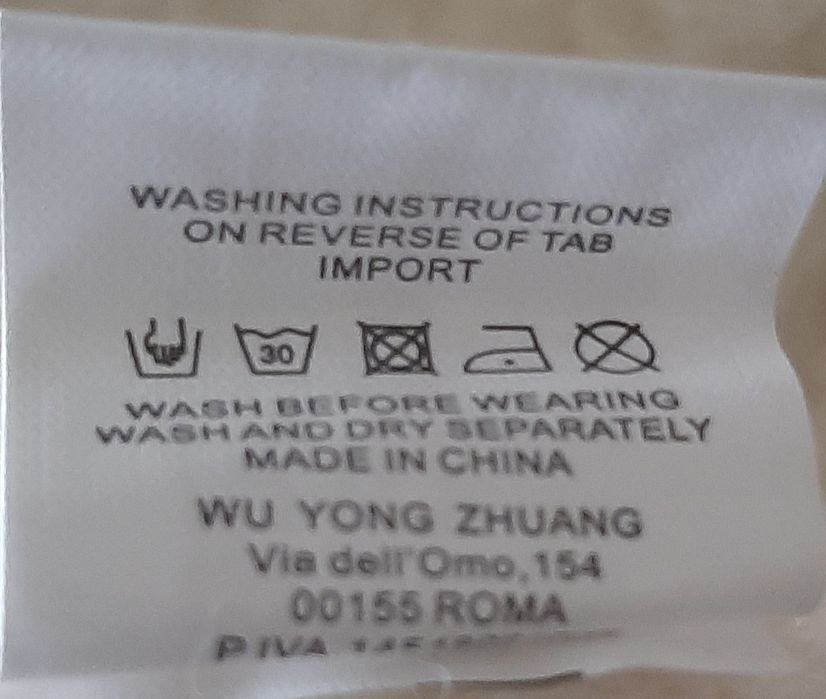 WASHING INSTRUCTIONS
ON REVERSE OF TAB
IMPORT
30
WASH BEFORE WEARING
WASH AND DRY SEPARATELY
MADE IN CHINA
WU YONG ZHUANG
Via dell'Omo, 154
00155 ROMA
P.IVA